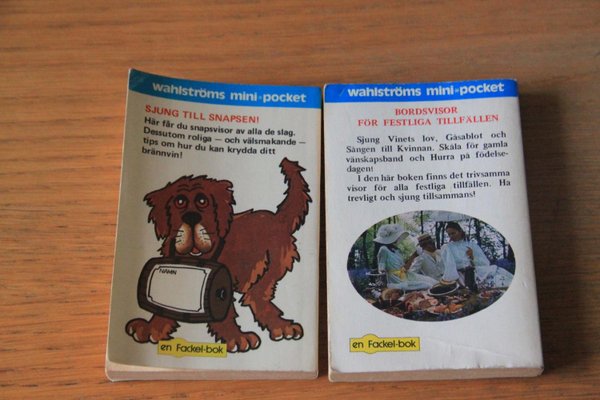 wahlströms mini-pocket
SJUNG TILL SNAPSEN!
Här får du snapsvisor av alla de slag.
Dessutom roliga — och välsmakande —
tips om hur du kan krydda ditt
brännvin!
NAMN
en Fackel-bok
wahlströms mini-pocket
BORDSVISOR
FÖR FESTLIGA TILLFÄLLEN
Sjung Vinets lov, Gåsablot och
Sången till Kvinnan. Skåla för gamla
vänskapsband och Hurra på födelse-
dagen!
I den här boken finns det trivsamma
visor för alla festliga tillfällen. Ha
trevligt och sjung tillsammans!
en Fackel-bok